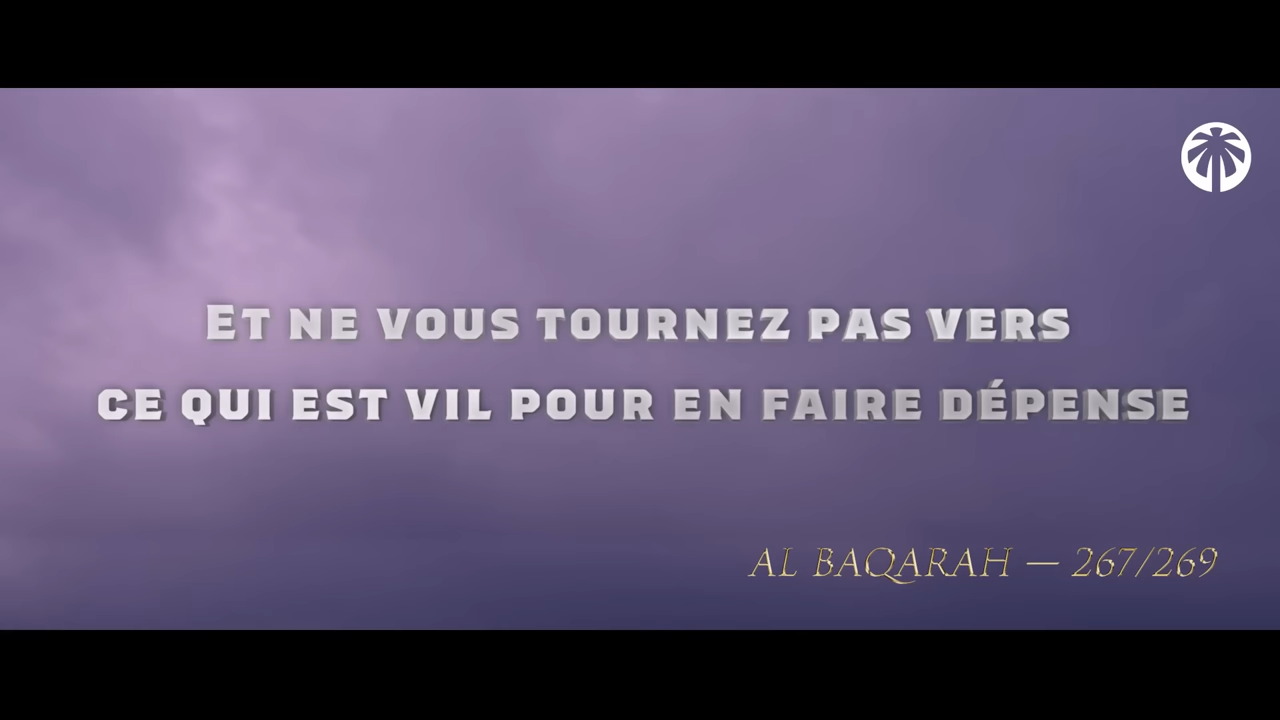 Et ne vous tournez pas vers
ce qui est vil pour en faire dépense
AL BAQARAH — 267/269